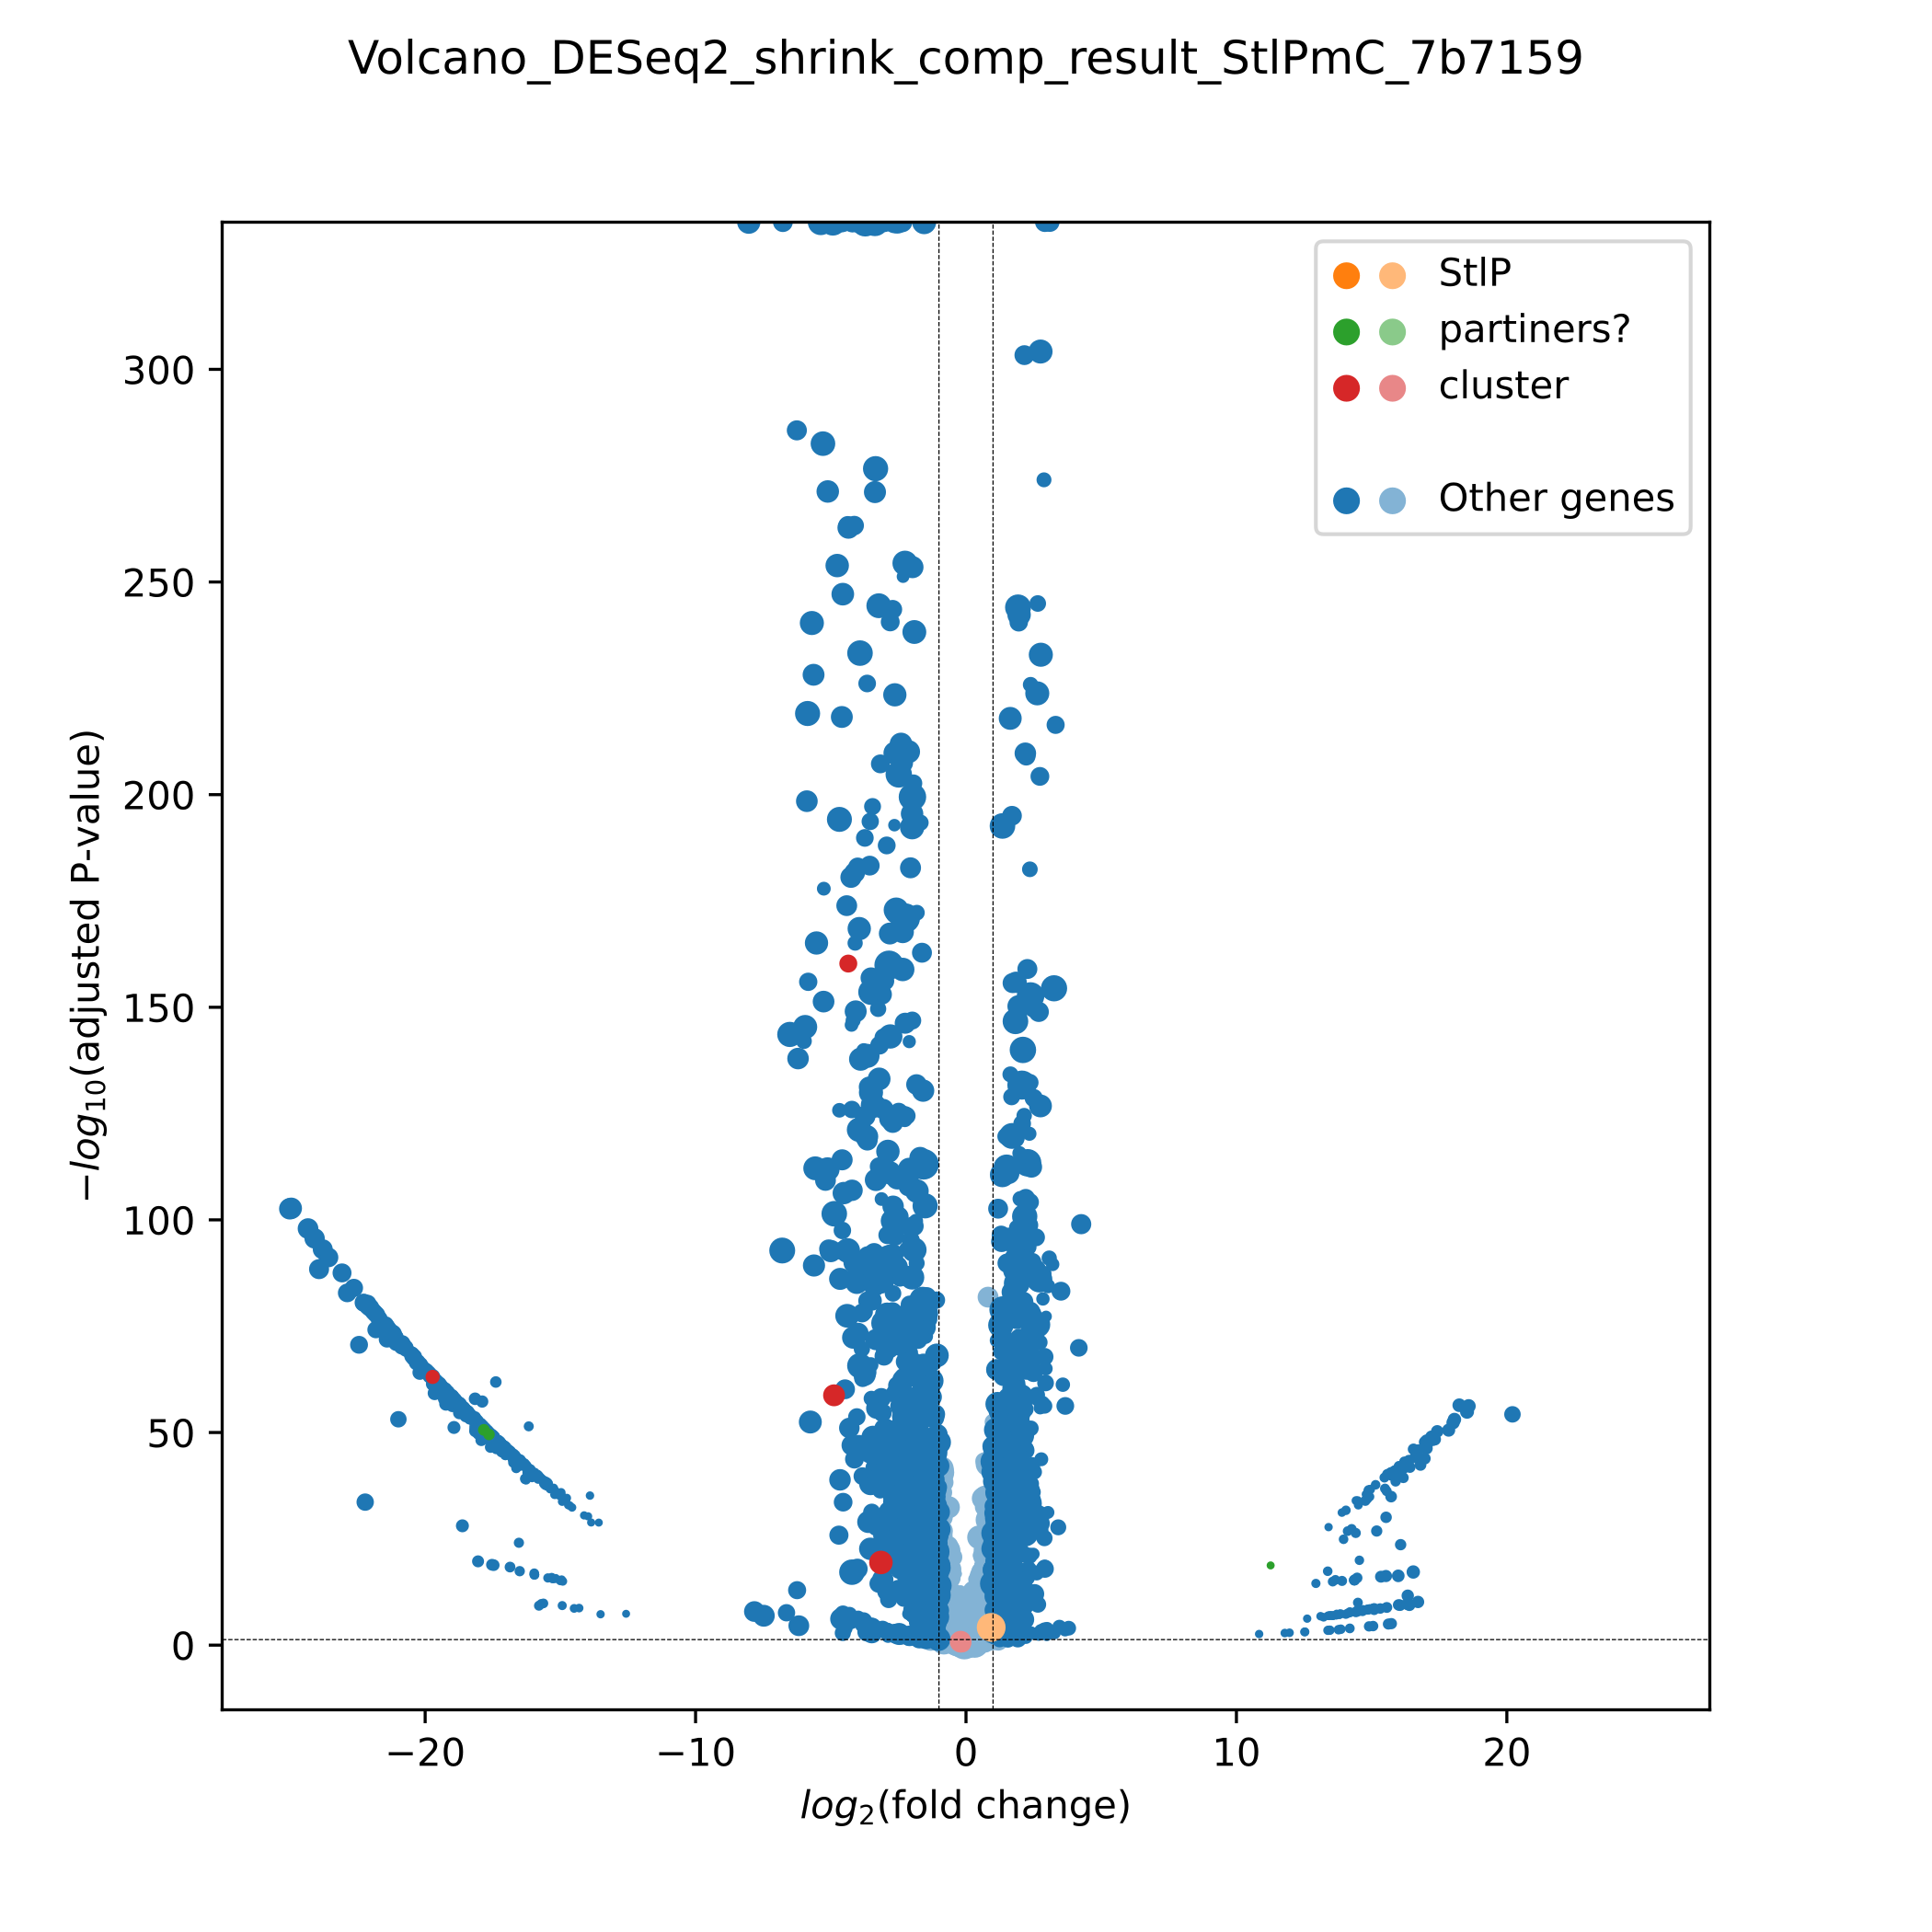 Volcano_DESeq2_shrink_comp_result_StlPmC_7b7159
StlP
partiners?
cluster
Other genes
300
250
200
150
100
50
0
−log₁₀(adjusted P-value)
−20 −10 0 10 20
log₂(fold change)